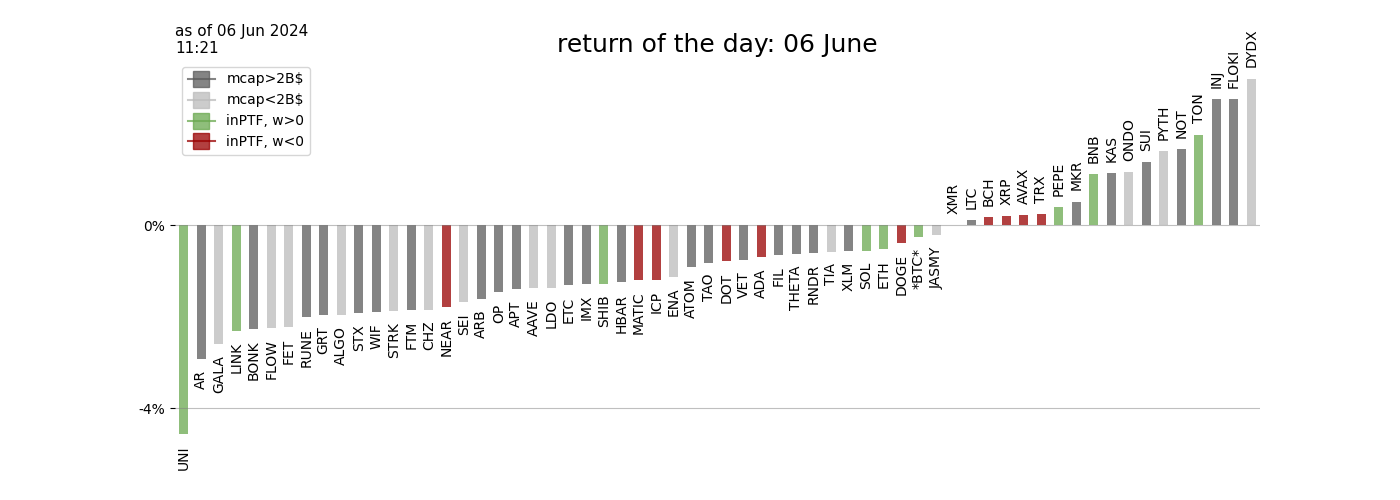 as of 06 Jun 2024
11:21
return of the day: 06 June
mcap>2B$
mcap<2B$
inPTF, w>0
inPTF, w<0
0%
-4%
UNI
AR
GALA
LINK
BONK
FLOW
FET
RUNE
GRT
ALGO
STX
WIF
STRK
FTM
CHZ
NEAR
SEI
ARB
OP
APT
AAVE
LDO
ETC
IMX
SHIB
HBAR
MATIC
ICP
ENA
ATOM
TAO
DOT
VET
ADA
FIL
THETA
RNDR
TIA
XLM
SOL
ETH
DOGE
*BTC*
JASMY
XMR
LTC
BCH
XRP
AVAX
TRX
PEPE
MKR
BNB
KAS
ONDO
SUI
PYTH
NOT
TON
INJ
FLOKI
DYDX